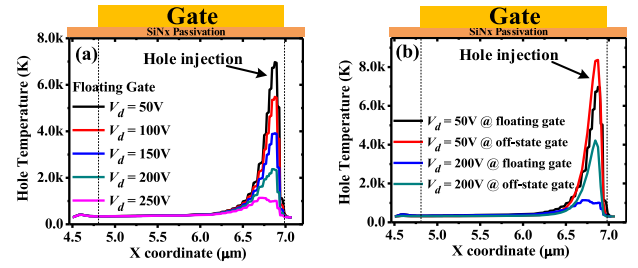 Gate
SiNx Passivation
(a)
Hole injection
Floating Gate
Vd = 50V
Vd = 100V
Vd = 150V
Vd = 200V
Vd = 250V
8.0k
6.0k
4.0k
2.0k
0.0
Hole Temperature (K)
4.5 5.0 5.5 6.0 6.5 7.0
X coordinate (μm)
Gate
SiNx Passivation
(b)
Hole injection
Vd = 50V @ floating gate
Vd = 50V @ off-state gate
Vd = 200V @ floating gate
Vd = 200V @ off-state gate
8.0k
6.0k
4.0k
2.0k
0.0
Hole Temperature (K)
4.5 5.0 5.5 6.0 6.5 7.0
X coordinate (μm)